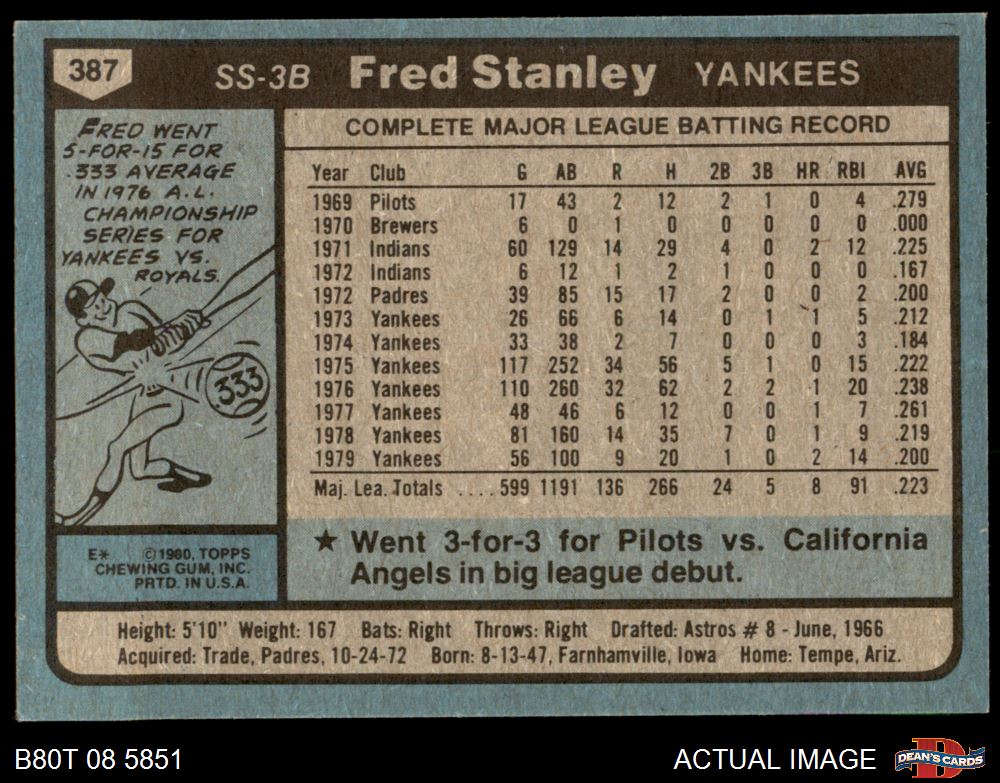 387 SS-3B Fred Stanley YANKEES
FRED WENT
5-FOR-15 FOR
.333 AVERAGE
IN 1976 A.L.
CHAMPIONSHIP
SERIES FOR
YANKEES VS.
ROYALS.
333
E* © 1980, TOPPS
CHEWING GUM, INC.
PRTD. IN U.S.A.
COMPLETE MAJOR LEAGUE BATTING RECORD
Year Club G AB R H 2B 3B HR RBI AVG
1969 Pilots 17 43 2 12 2 1 0 4 .279
1970 Brewers 6 0 1 0 0 0 0 0 .000
1971 Indians 60 129 14 29 4 0 2 12 .225
1972 Indians 6 12 1 2 1 0 0 0 .167
1972 Padres 39 85 15 17 2 0 0 2 .200
1973 Yankees 26 66 6 14 0 1 1 5 .212
1974 Yankees 33 38 2 7 0 0 0 3 .184
1975 Yankees 117 252 34 56 5 1 0 15 .222
1976 Yankees 110 260 32 62 2 2 1 20 .238
1977 Yankees 48 46 6 12 0 0 1 7 .261
1978 Yankees 81 160 14 35 7 0 1 9 .219
1979 Yankees 56 100 9 20 1 0 2 14 .200
Maj. Lea. Totals .... 599 1191 136 266 24 5 8 91 .223
★ Went 3-for-3 for Pilots vs. California
Angels in big league debut.
Height: 5'10" Weight: 167 Bats: Right Throws: Right Drafted: Astros # 8 - June, 1966
Acquired: Trade, Padres, 10-24-72 Born: 8-13-47, Farnhamville, Iowa Home: Tempe, Ariz.
B80T 08 5851 ACTUAL IMAGE D DEAN'S CARDS